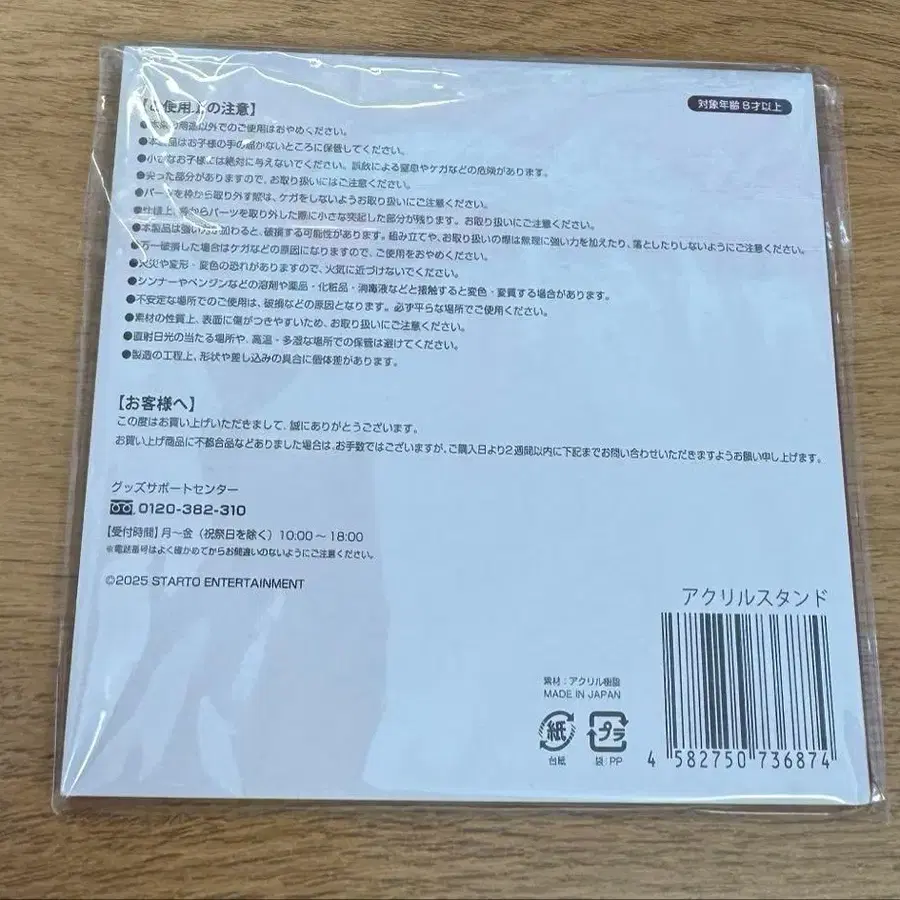 対象年齢 8才以上
使用上の注意】
以外でのご使用はおやめください。
●本製品はお子様の手の届かないところに保管してください。
●小さなお子様には絶対に与えないでください。誤飲による窒息やケガなどの危険があります。
●尖った部分がありますので、お取り扱いにはご注意ください。
●パーツを枠から取り外す際は、ケガをしないようお取り扱いにご注意ください。
●仕様上、枠からパーツを取り外した際に小さな突起した部分が残ります。お取り扱いにご注意ください。
●本製品は強い力が加わると、破損する可能性があります。組み立てや、お取り扱いの際は無理に強い力を加えたり、落としたりしないようにご注意ください。
●万一破損した場合はケガなどの原因になりますので、ご使用をおやめください。
●火災や変形・変色の恐れがありますので、火気に近づけないでください。
●シンナーやベンジンなどの溶剤や薬品・化粧品・消毒液などと接触すると変色・変質する場合があります。
●不安定な場所でのご使用は、破損などの原因となります。必ず平らな場所でご使用ください。
●素材の性質上、表面に傷がつきやすいため、お取り扱いにご注意ください。
●直射日光の当たる場所や、高温・多湿な場所での保管は避けてください。
●製造の工程上、形状や差し込みの具合に個体差があります。
【お客様へ】
この度はお買い上げいただきまして、誠にありがとうございます。
お買い上げ商品に不都合品などありました場合は、お手数ではございますが、ご購入日より2週間以内に下記までお問い合わせいただきますようお願い申し上げます。
グッズサポートセンター
0120-382-310
【受付時間】月～金（祝祭日を除く）10:00～18:00
※電話番号はよく確かめてからお間違いのないようにご注意ください。
©2025 STARTO ENTERTAINMENT
アクリルスタンド
素材：アクリル樹脂
MADE IN JAPAN
紙 プラ
台紙 袋:PP
4 582750 736874